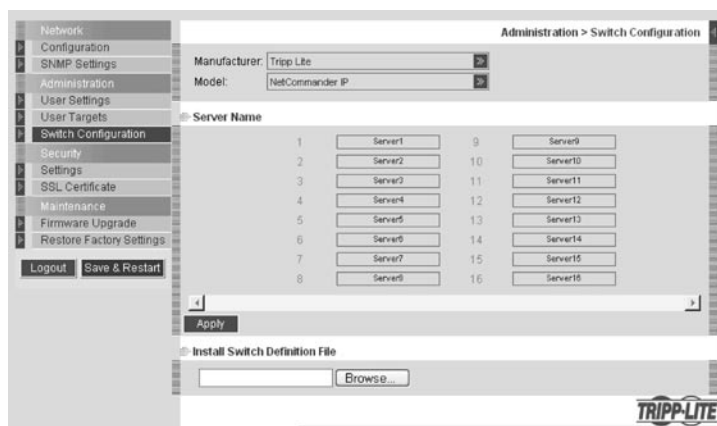 Network
Configuration
SNMP Settings
Administration
User Settings
User Targets
Switch Configuration
Security
Settings
SSL Certificate
Maintenance
Firmware Upgrade
Restore Factory Settings
Logout Save & Restart
Administration > Switch Configuration
Manufacturer: Tripp Lite
Model: NetCommander IP
Server Name
1 Server1 9 Server9
2 Server2 10 Server10
3 Server3 11 Server11
4 Server4 12 Server12
5 Server5 13 Server13
6 Server6 14 Server14
7 Server7 15 Server15
8 Server8 16 Server16
Apply
Install Switch Definition File
Browse...
TRIPP·LITE